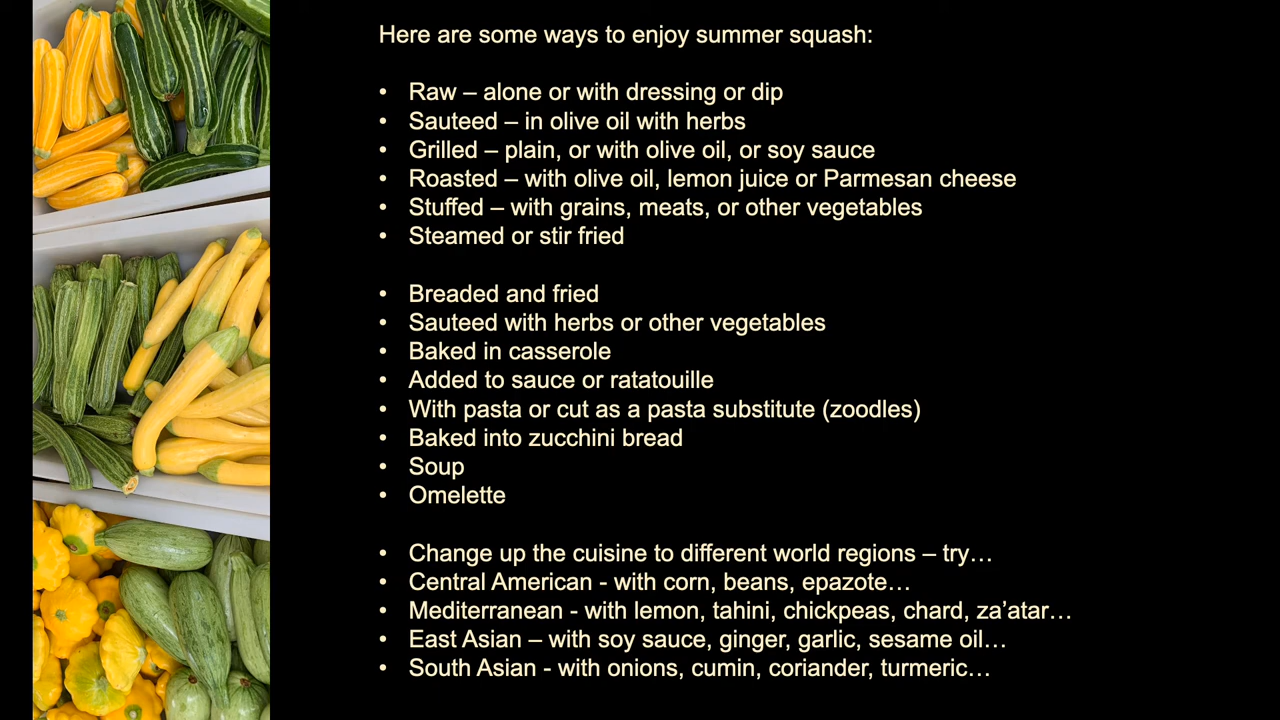 Here are some ways to enjoy summer squash:
• Raw – alone or with dressing or dip
• Sauteed – in olive oil with herbs
• Grilled – plain, or with olive oil, or soy sauce
• Roasted – with olive oil, lemon juice or Parmesan cheese
• Stuffed – with grains, meats, or other vegetables
• Steamed or stir fried
• Breaded and fried
• Sauteed with herbs or other vegetables
• Baked in casserole
• Added to sauce or ratatouille
• With pasta or cut as a pasta substitute (zoodles)
• Baked into zucchini bread
• Soup
• Omelette
• Change up the cuisine to different world regions – try…
• Central American - with corn, beans, epazote…
• Mediterranean - with lemon, tahini, chickpeas, chard, za’atar…
• East Asian – with soy sauce, ginger, garlic, sesame oil…
• South Asian - with onions, cumin, coriander, turmeric…